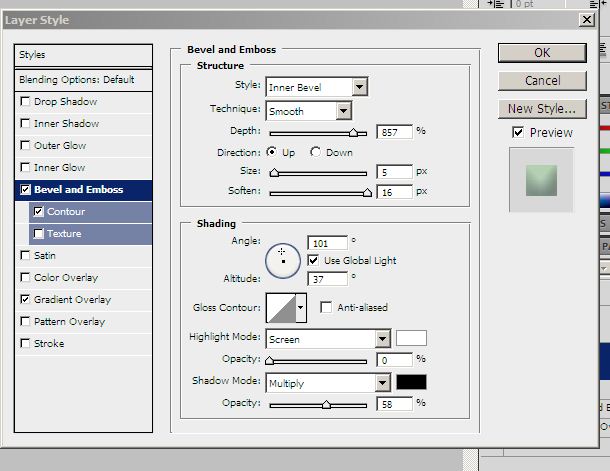 0 pt
Layer Style
Styles
Blending Options: Default
Drop Shadow
Inner Shadow
Outer Glow
Inner Glow
Bevel and Emboss
Contour
Texture
Satin
Color Overlay
Gradient Overlay
Pattern Overlay
Stroke
Bevel and Emboss
Structure
Style: Inner Bevel
Technique: Smooth
Depth: 857 %
Direction: Up Down
Size: 5 px
Soften: 16 px
Shading
Angle: 101 °
Use Global Light
Altitude: 37 °
Gloss Contour: Anti-aliased
Highlight Mode: Screen
Opacity: 0 %
Shadow Mode: Multiply
Opacity: 58 %
OK
Cancel
New Style...
Preview